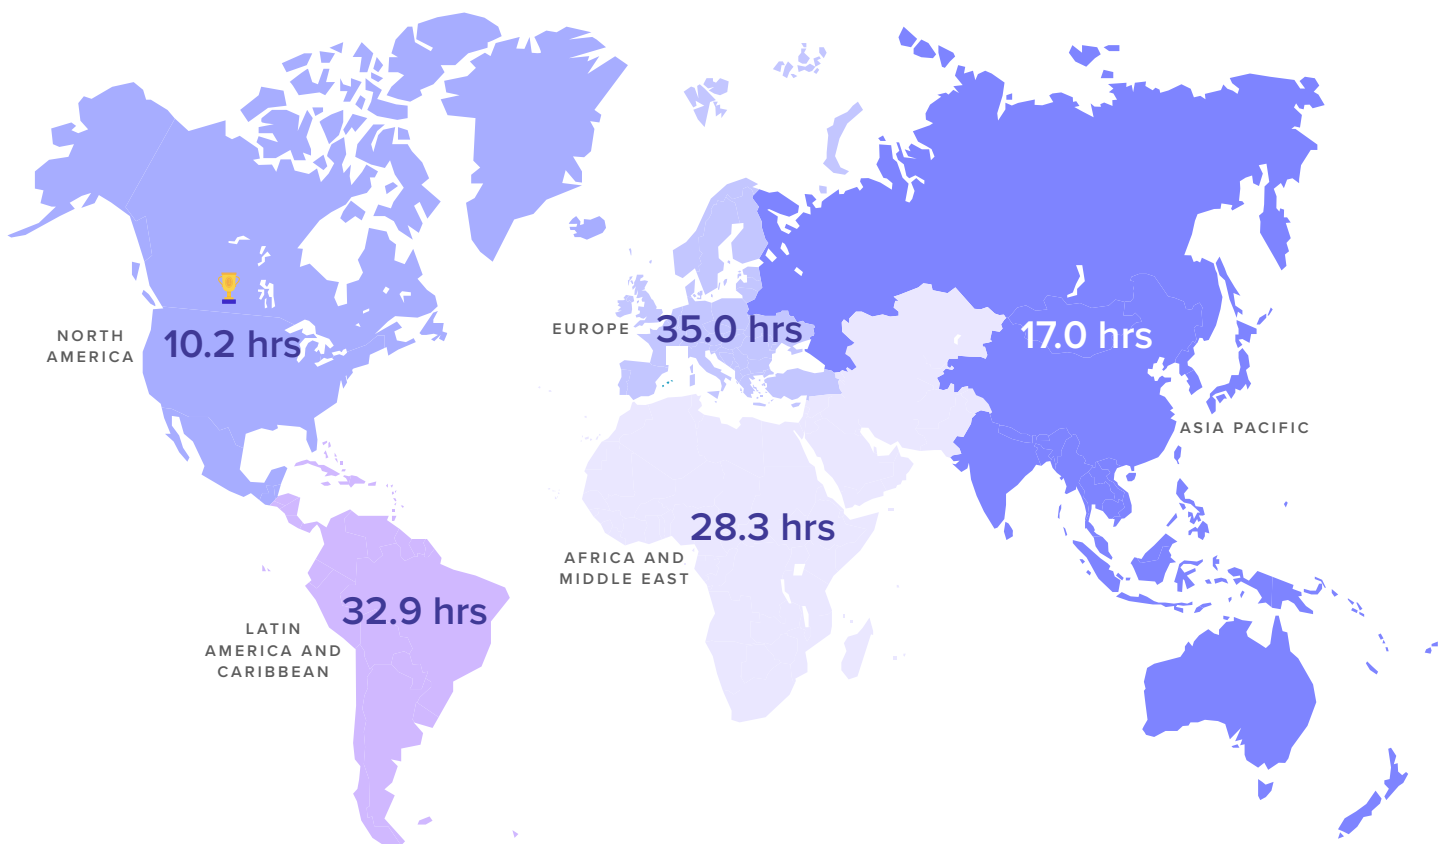 NORTH
AMERICA
10.2 hrs
EUROPE
35.0 hrs
17.0 hrs
ASIA PACIFIC
28.3 hrs
AFRICA AND
MIDDLE EAST
32.9 hrs
LATIN
AMERICA AND
CARIBBEAN